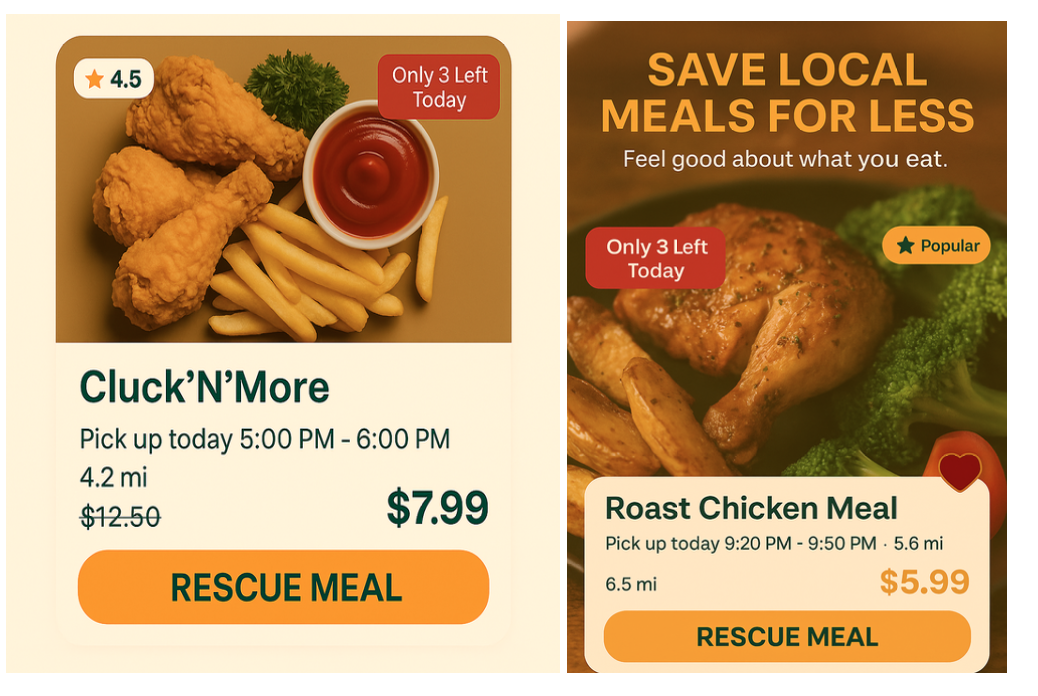 4.5
Only 3 Left
Today
Cluck’N’More
Pick up today 5:00 PM - 6:00 PM
4.2 mi
$12.50
$7.99
RESCUE MEAL
SAVE LOCAL
MEALS FOR LESS
Feel good about what you eat.
Only 3 Left
Today
Popular
Roast Chicken Meal
Pick up today 9:20 PM - 9:50 PM · 5.6 mi
6.5 mi
$5.99
RESCUE MEAL